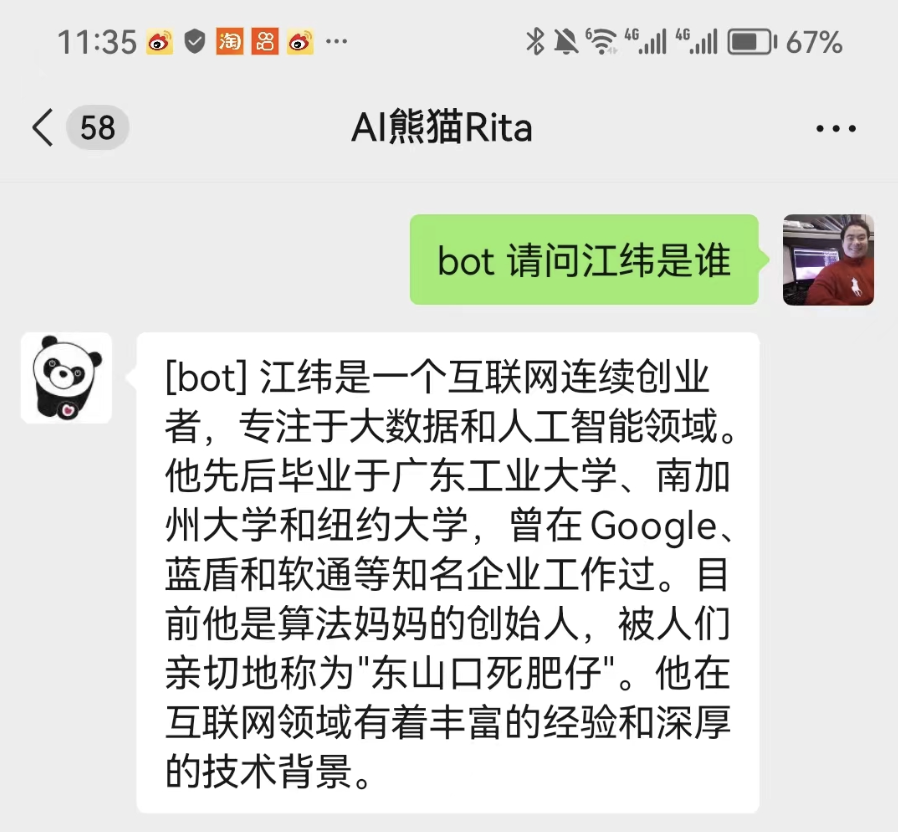 11:35 淘 6 4G 4G 67%
58 AI熊猫Rita
bot 请问江纬是谁
[bot] 江纬是一个互联网连续创业
者，专注于大数据和人工智能领域。
他先后毕业于广东工业大学、南加
州大学和纽约大学，曾在 Google、
蓝盾和软通等知名企业工作过。目
前他是算法妈妈的创始人，被人们
亲切地称为"东山口死肥仔"。他在
互联网领域有着丰富的经验和深厚
的技术背景。